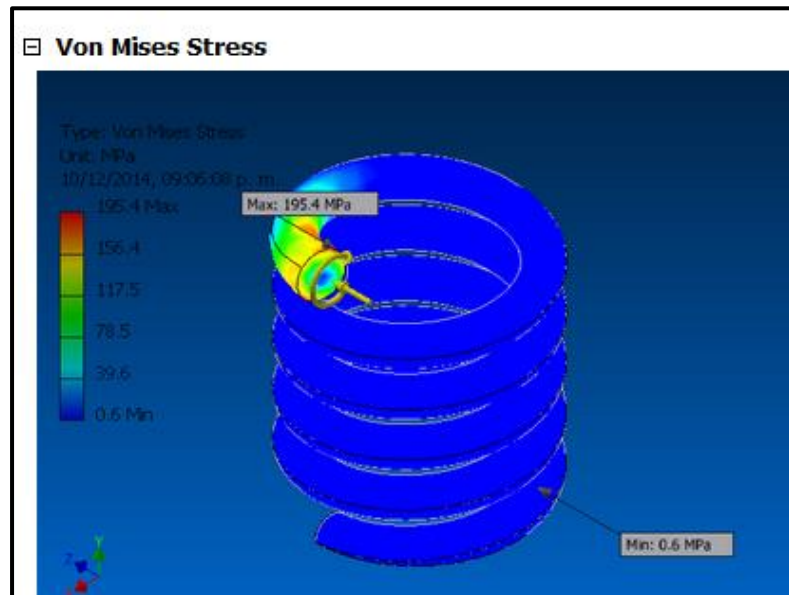 Von Mises Stress
Type: Von Mises Stress
Unit: MPa
10/12/2014, 09:06:08 p. m.
195.4 Max
156.4
117.5
78.5
39.6
0.6 Min
Max: 195.4 MPa
Min: 0.6 MPa
Y
Z